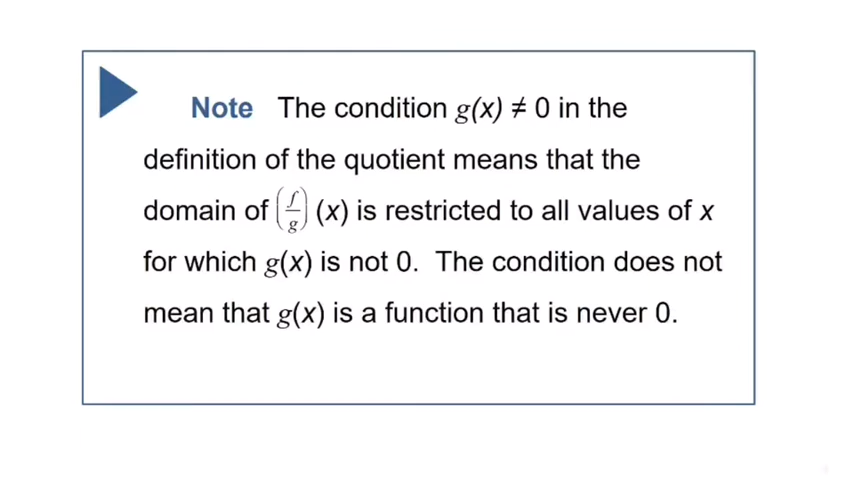 Note The condition g(x) ≠ 0 in the
definition of the quotient means that the
domain of (f/g) (x) is restricted to all values of x
for which g(x) is not 0. The condition does not
mean that g(x) is a function that is never 0.